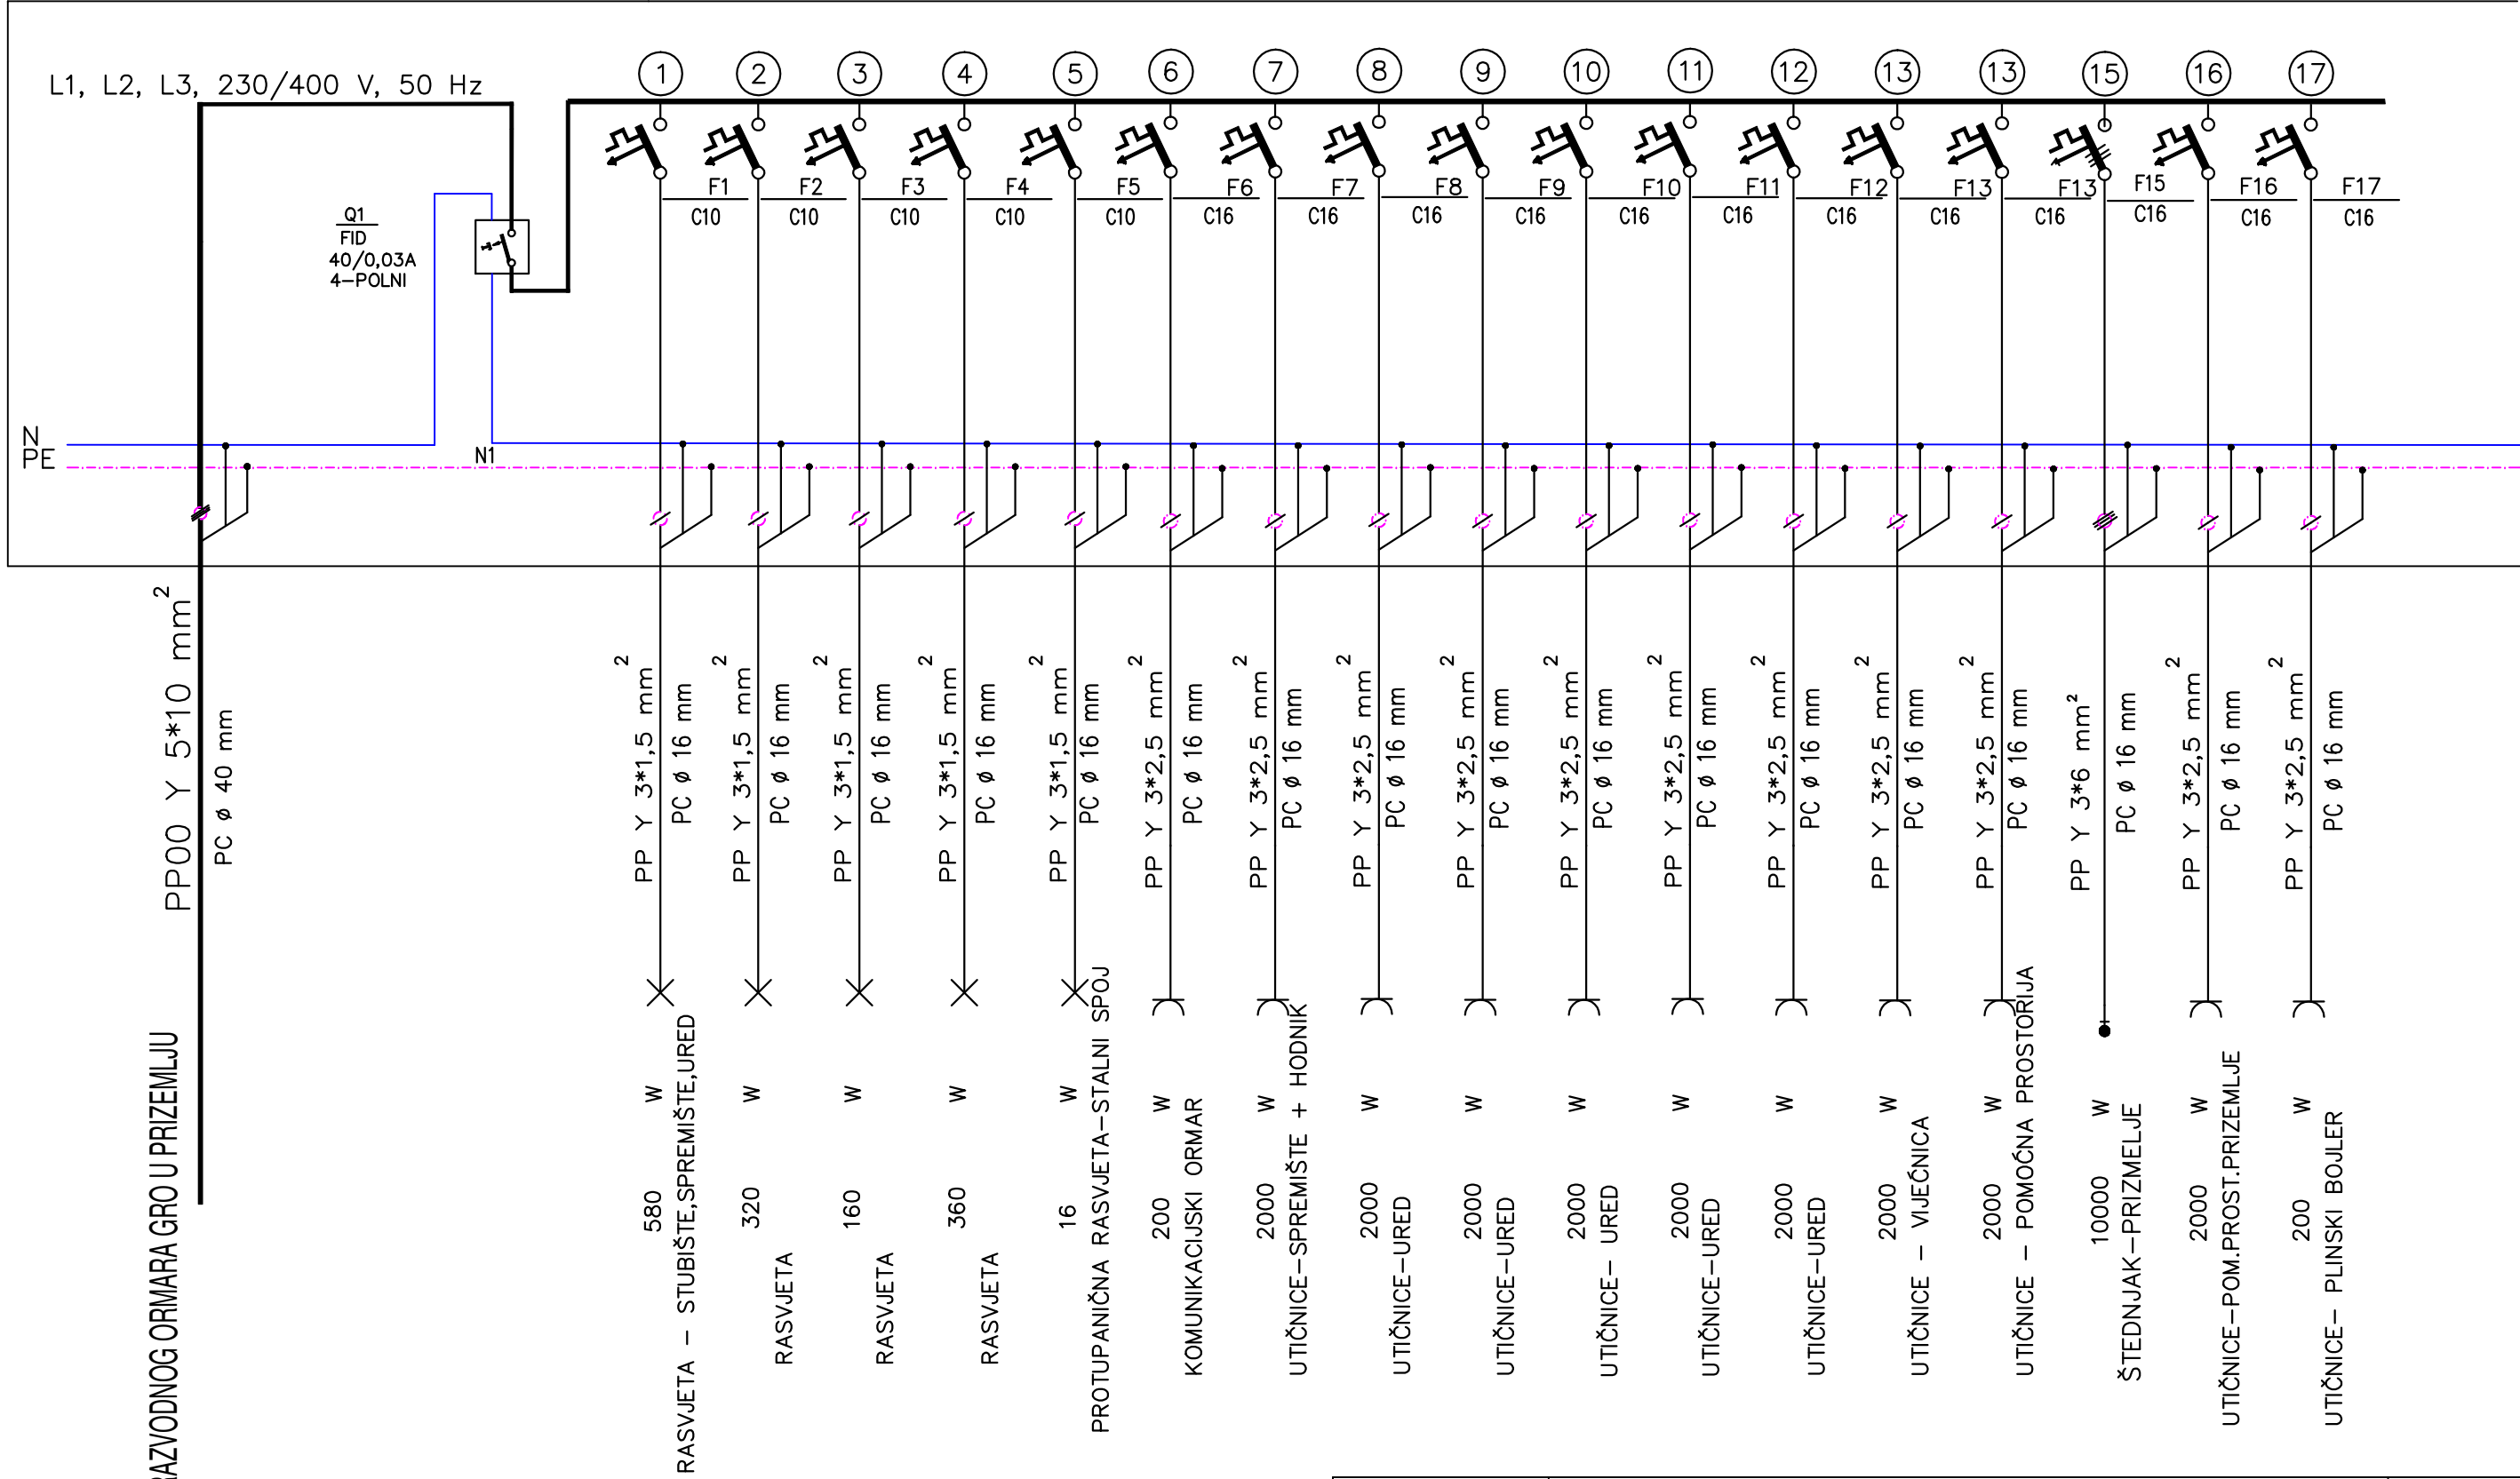 L1, L2, L3, 230/400 V, 50 Hz
1
2
3
4
5
6
7
8
9
10
11
12
13
13
15
16
17
Q1
FID
40/0,03A
4-POLNI
F1
C10
F2
C10
F3
C10
F4
C10
F5
C10
F6
C16
F7
C16
F8
C16
F9
C16
F10
C16
F11
C16
F12
C16
F13
C16
F13
C16
F15
C16
F16
C16
F17
C16
N
PE
N1
PP00 Y 5*10 mm²
PC ø 40 mm
PP Y 3*1,5 mm²
PC ø 16 mm
PP Y 3*1,5 mm²
PC ø 16 mm
PP Y 3*1,5 mm²
PC ø 16 mm
PP Y 3*1,5 mm²
PC ø 16 mm
PP Y 3*1,5 mm²
PC ø 16 mm
PP Y 3*2,5 mm²
PC ø 16 mm
PP Y 3*2,5 mm²
PC ø 16 mm
PP Y 3*2,5 mm²
PC ø 16 mm
PP Y 3*2,5 mm²
PC ø 16 mm
PP Y 3*2,5 mm²
PC ø 16 mm
PP Y 3*2,5 mm²
PC ø 16 mm
PP Y 3*2,5 mm²
PC ø 16 mm
PP Y 3*2,5 mm²
PC ø 16 mm
PP Y 3*2,5 mm²
PC ø 16 mm
PP Y 3*6 mm²
PC ø 16 mm
PP Y 3*2,5 mm²
PC ø 16 mm
PP Y 3*2,5 mm²
PC ø 16 mm
RAZVODNOG ORMARA GRO U PRIZEMLJU
580 W
RASVJETA - STUBIŠTE,SPREMIŠTE,URED
320 W
RASVJETA
160 W
RASVJETA
360 W
RASVJETA
16 W
PROTUPANIČNA RASVJETA-STALNI SPOJ
200 W
KOMUNIKACIJSKI ORMAR
2000 W
UTIČNICE-SPREMIŠTE + HODNIK
2000 W
UTIČNICE-URED
2000 W
UTIČNICE-URED
2000 W
UTIČNICE- URED
2000 W
UTIČNICE-URED
2000 W
UTIČNICE-URED
2000 W
UTIČNICE - VIJEĆNICA
2000 W
UTIČNICE - POMOĆNA PROSTORIJA
10000 W
ŠTEDNJAK-PRIZMELJE
2000 W
UTIČNICE-POM.PROST.PRIZEMLJE
200 W
UTIČNICE- PLINSKI BOJLER